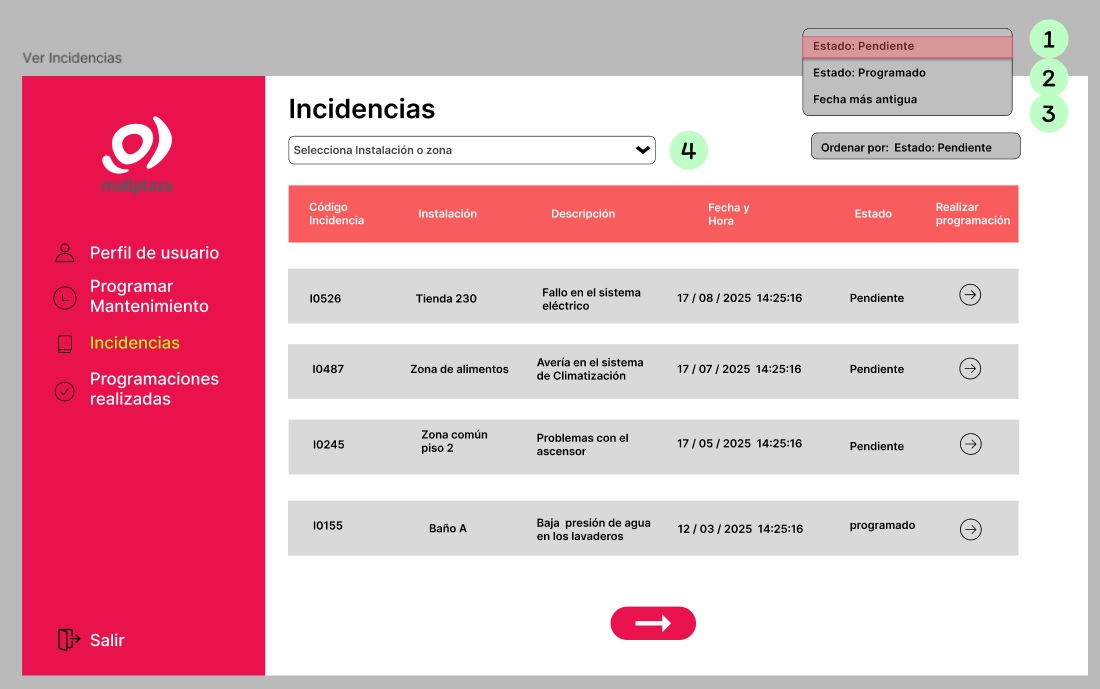 Ver Incidencias
Estado: Pendiente
1
Estado: Programado
2
Fecha más antigua
3
Incidencias
Selecciona Instalación o zona
4
Ordenar por: Estado: Pendiente
mallplaza
Perfil de usuario
Programar
Mantenimiento
Incidencias
Programaciones
realizadas
Salir
Código
Incidencia
Instalación
Descripción
Fecha y
Hora
Estado
Realizar
programación
I0526
Tienda 230
Fallo en el sistema
eléctrico
17 / 08 / 2025 14:25:16
Pendiente
I0487
Zona de alimentos
Avería en el sistema
de Climatización
17 / 07 / 2025 14:25:16
Pendiente
I0245
Zona común
piso 2
Problemas con el
ascensor
17 / 05 / 2025 14:25:16
Pendiente
I0155
Baño A
Baja presión de agua
en los lavaderos
12 / 03 / 2025 14:25:16
programado